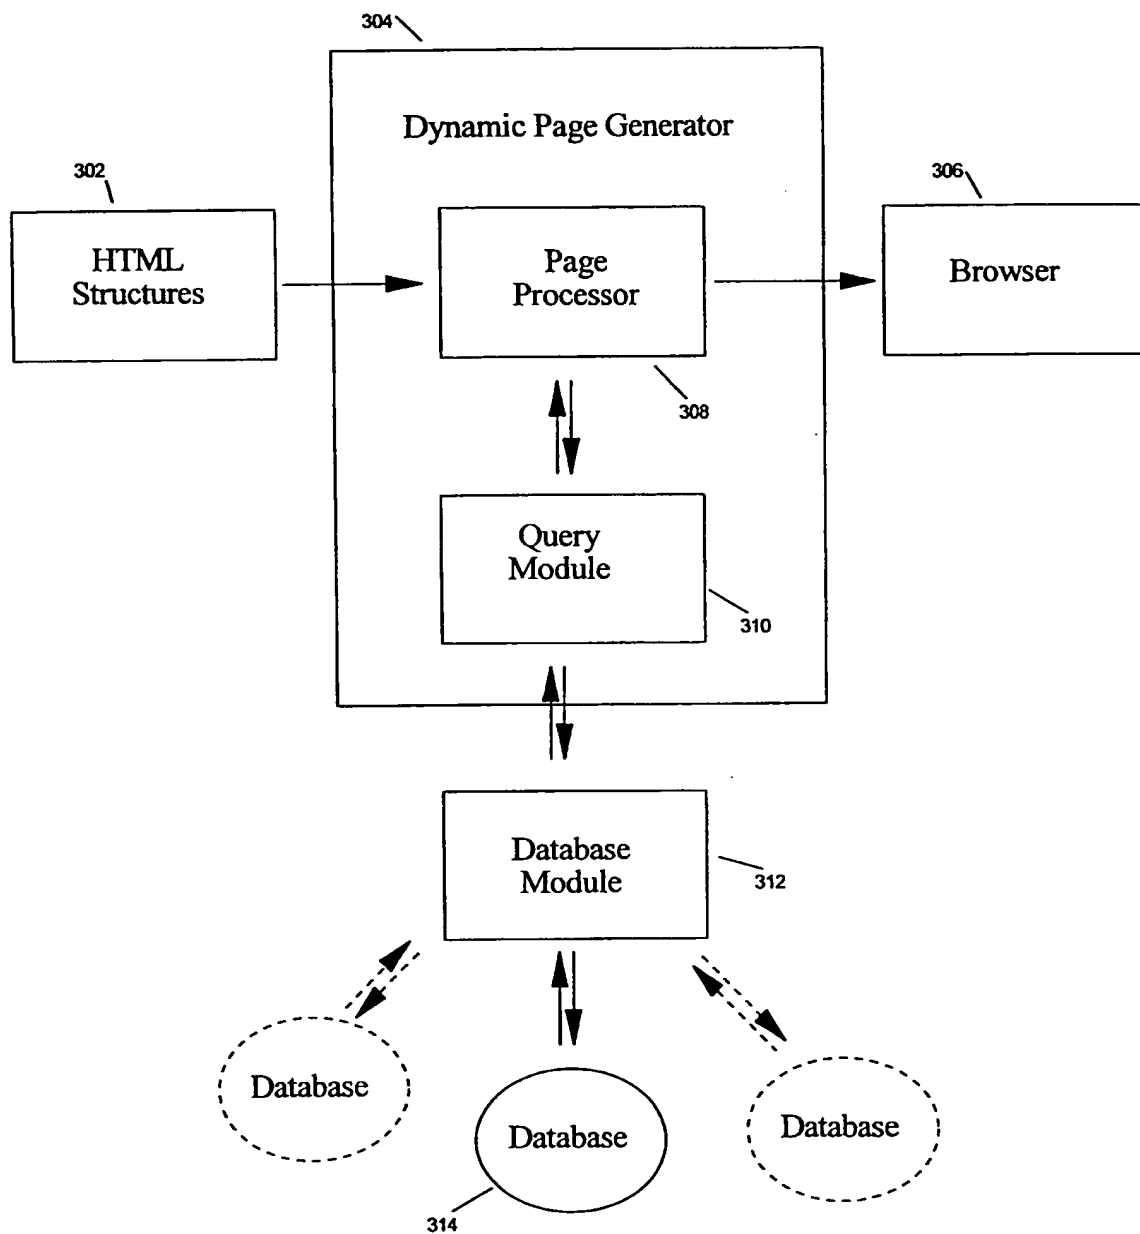 304
Dynamic Page Generator
302
306
HTML
Structures
Page
Processor
Browser
308
Query
Module
310
Database
Module
312
Database
Database
Database
314